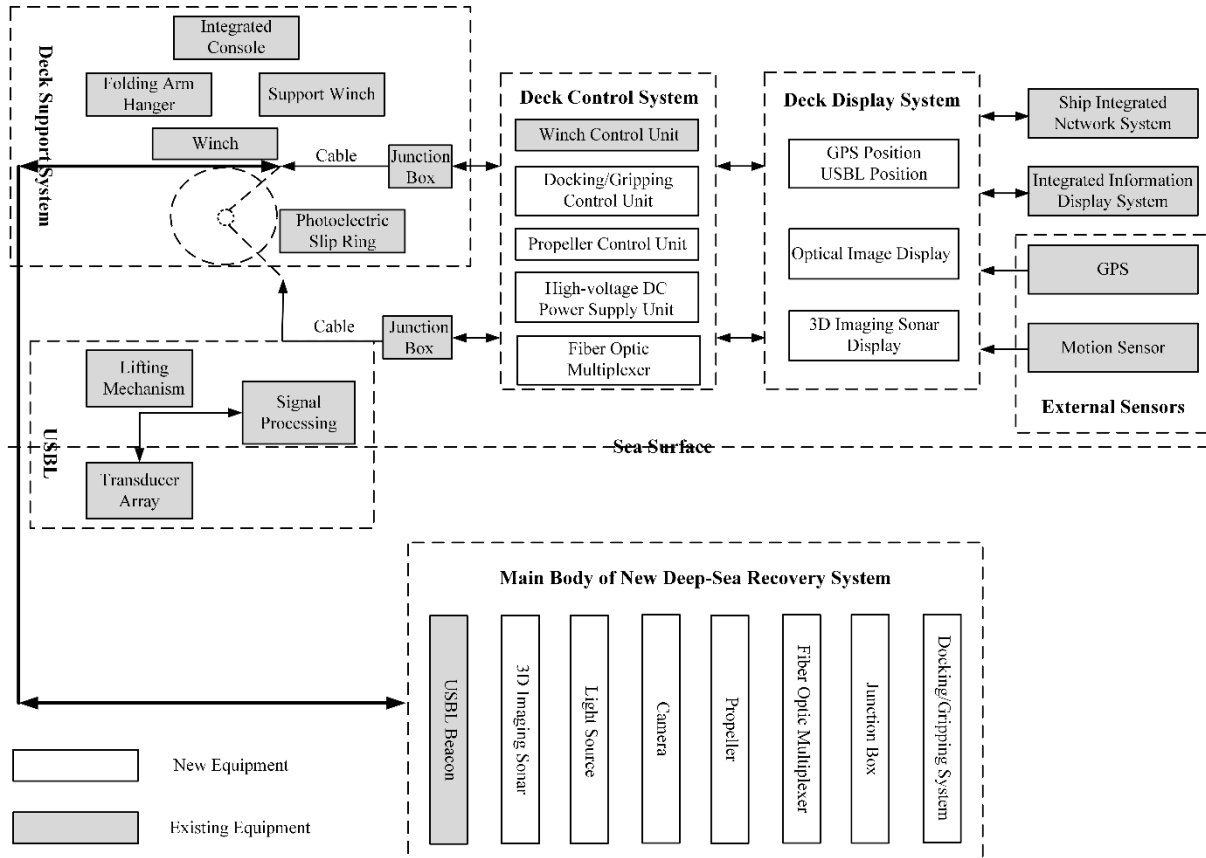 Deck Support System
Integrated
Console
Folding Arm
Hanger
Support Winch
Winch
Cable
Junction
Box
Photoelectric
Slip Ring
Cable
Junction
Box
Deck Control System
Winch Control Unit
Docking/Gripping
Control Unit
Propeller Control Unit
High-voltage DC
Power Supply Unit
Fiber Optic
Multiplexer
Deck Display System
GPS Position
USBL Position
Optical Image Display
3D Imaging Sonar
Display
Ship Integrated
Network System
Integrated Information
Display System
GPS
Motion Sensor
External Sensors
USBL
Lifting
Mechanism
Signal
Processing
Transducer
Array
Sea Surface
Main Body of New Deep-Sea Recovery System
USBL Beacon
3D Imaging Sonar
Light Source
Camera
Propeller
Fiber Optic Multiplexer
Junction Box
Docking/Gripping System
New Equipment
Existing Equipment